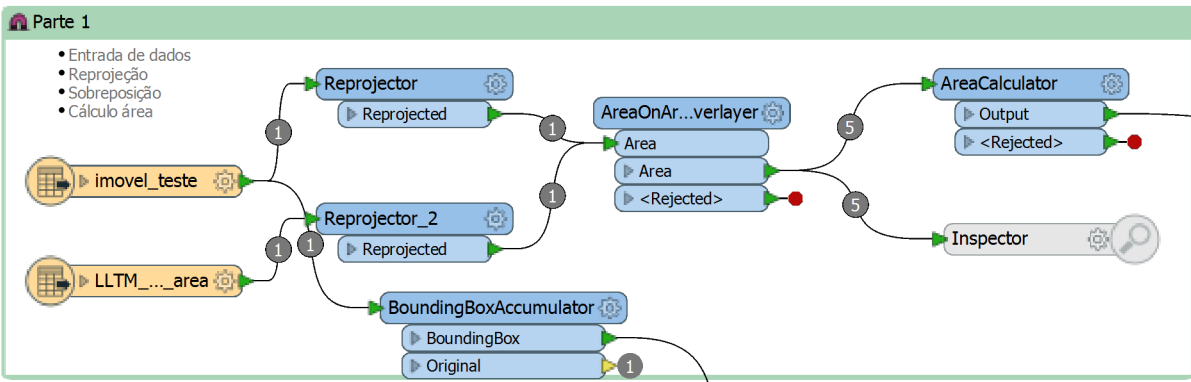 Parte 1
• Entrada de dados
• Reprojeção
• Sobreposição
• Cálculo área
Reprojector
Reprojected
1
1
imovel_teste
AreaOnAr...verlayer
Area
Area
<Rejected>
5
5
AreaCalculator
Output
<Rejected>
Inspector
Reprojector_2
Reprojected
1
1
1
LLTM_..._area
BoundingBoxAccumulator
BoundingBox
Original
1